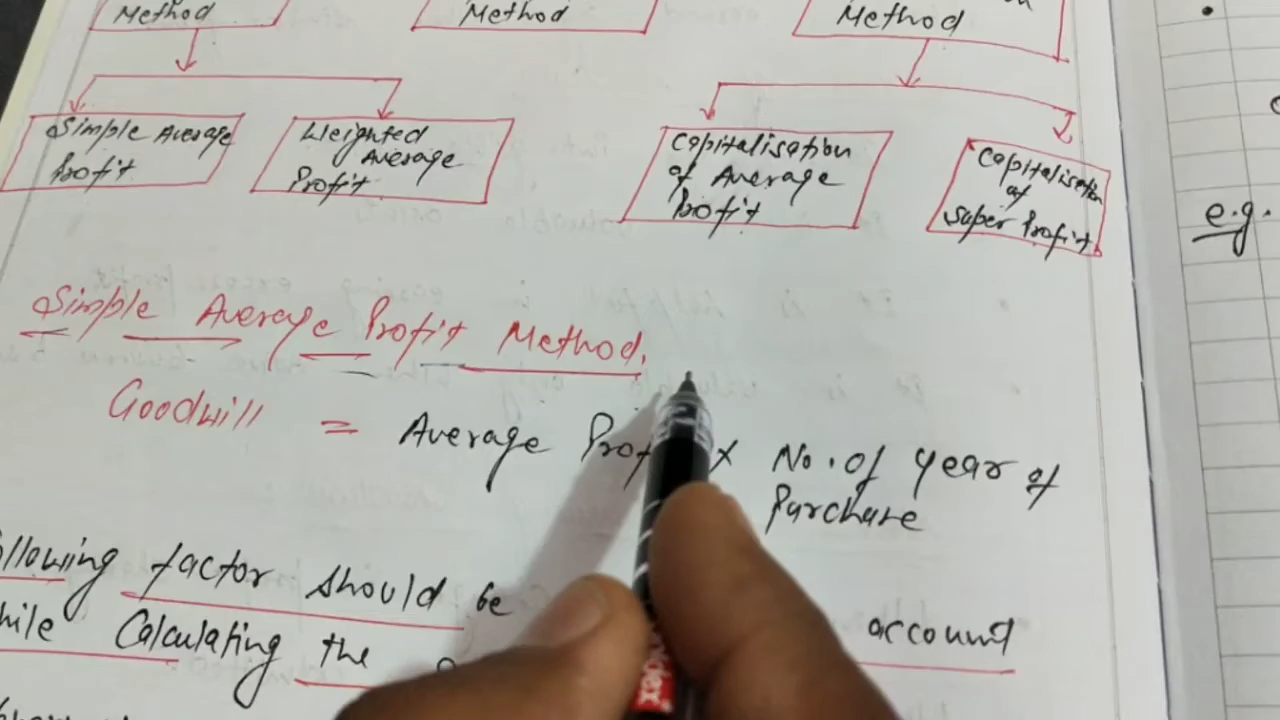 Method
Method
Method
Simple Average
Profit
Weighted
Average
Profit
Capitalisation
of Average
Profit
Capitalisation
of
super Profit
Simple Average Profit Method.
Goodwill = Average Prof x No. of Year of
Purchase
ollowing factor should be account
hile Calculating the
e.g.